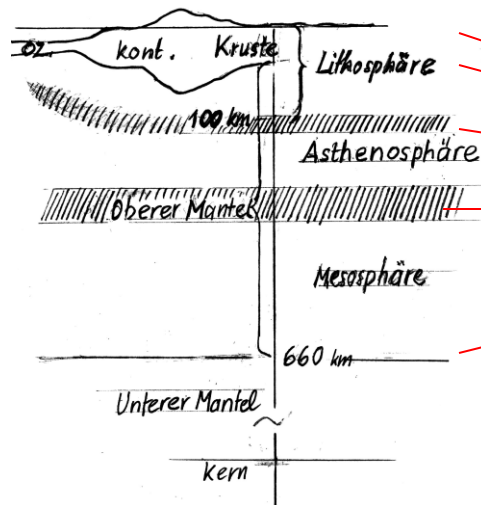 oz.
kont. Kruste
Lithosphäre
100 km
Asthenosphäre
Oberer Mantel
Mesosphäre
660 km
Unterer Mantel
Kern